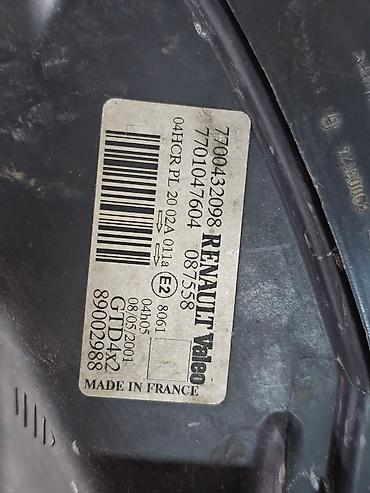 7700432098 RENAULT Valeo
7701047604 087558
04HCR PL 20 02A 011a E2 8061
04h05
08/05/2001
GTD4x2
89002988
MADE IN FRANCE